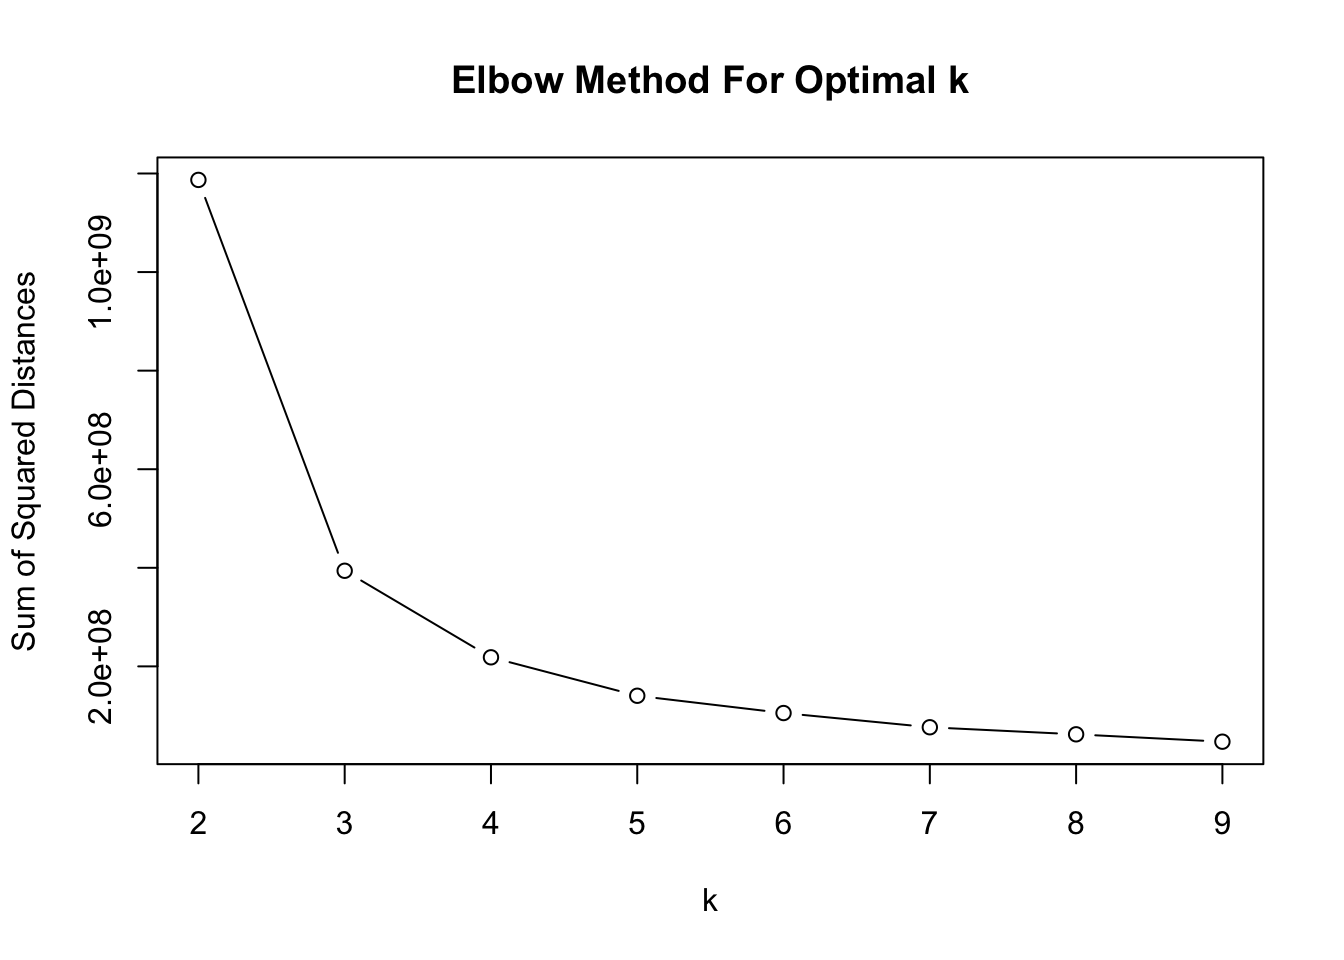 Elbow Method For Optimal k
Sum of Squared Distances
1.0e+09
6.0e+08
2.0e+08
2 3 4 5 6 7 8 9
k